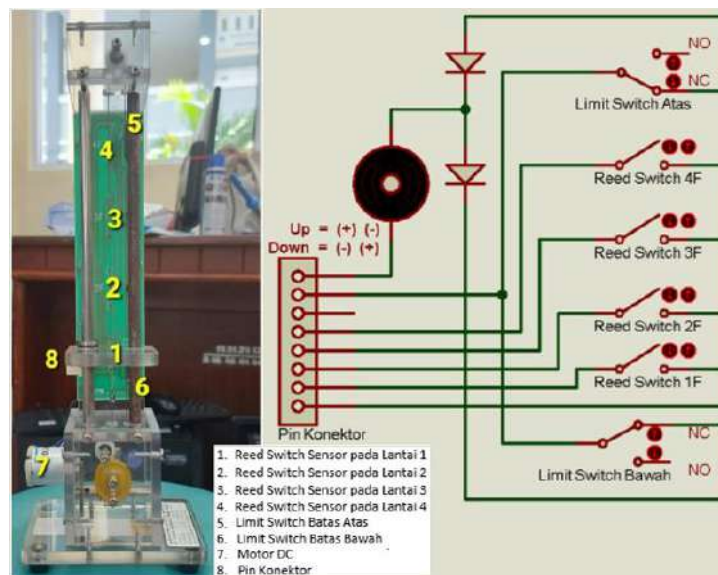 5
4
3
2
1
8
6
7
NO
NC
Limit Switch Atas
Reed Switch 4F
Up = (+) (-)
Down = (-) (+)
Reed Switch 3F
Reed Switch 2F
Reed Switch 1F
Pin Konektor
NC
Limit Switch Bawah
NO
1. Reed Switch Sensor pada Lantai 1
2. Reed Switch Sensor pada Lantai 2
3. Reed Switch Sensor pada Lantai 3
4. Reed Switch Sensor pada Lantai 4
5. Limit Switch Batas Atas
6. Limit Switch Batas Bawah
7. Motor DC
8. Pin Konektor